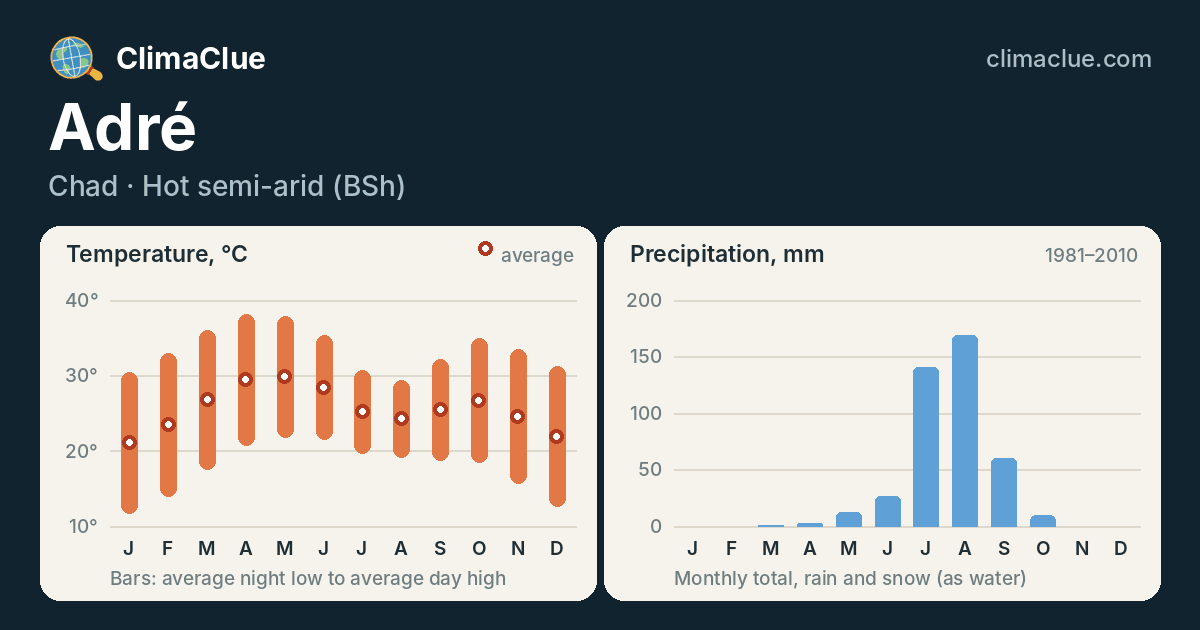 ClimaClue
climaclue.com
Adré
Chad · Hot semi-arid (BSh)
Temperature, °C
average
40°
30°
20°
10°
J F M A M J J A S O N D
Bars: average night low to average day high
Precipitation, mm
1981–2010
200
150
100
50
0
J F M A M J J A S O N D
Monthly total, rain and snow (as water)